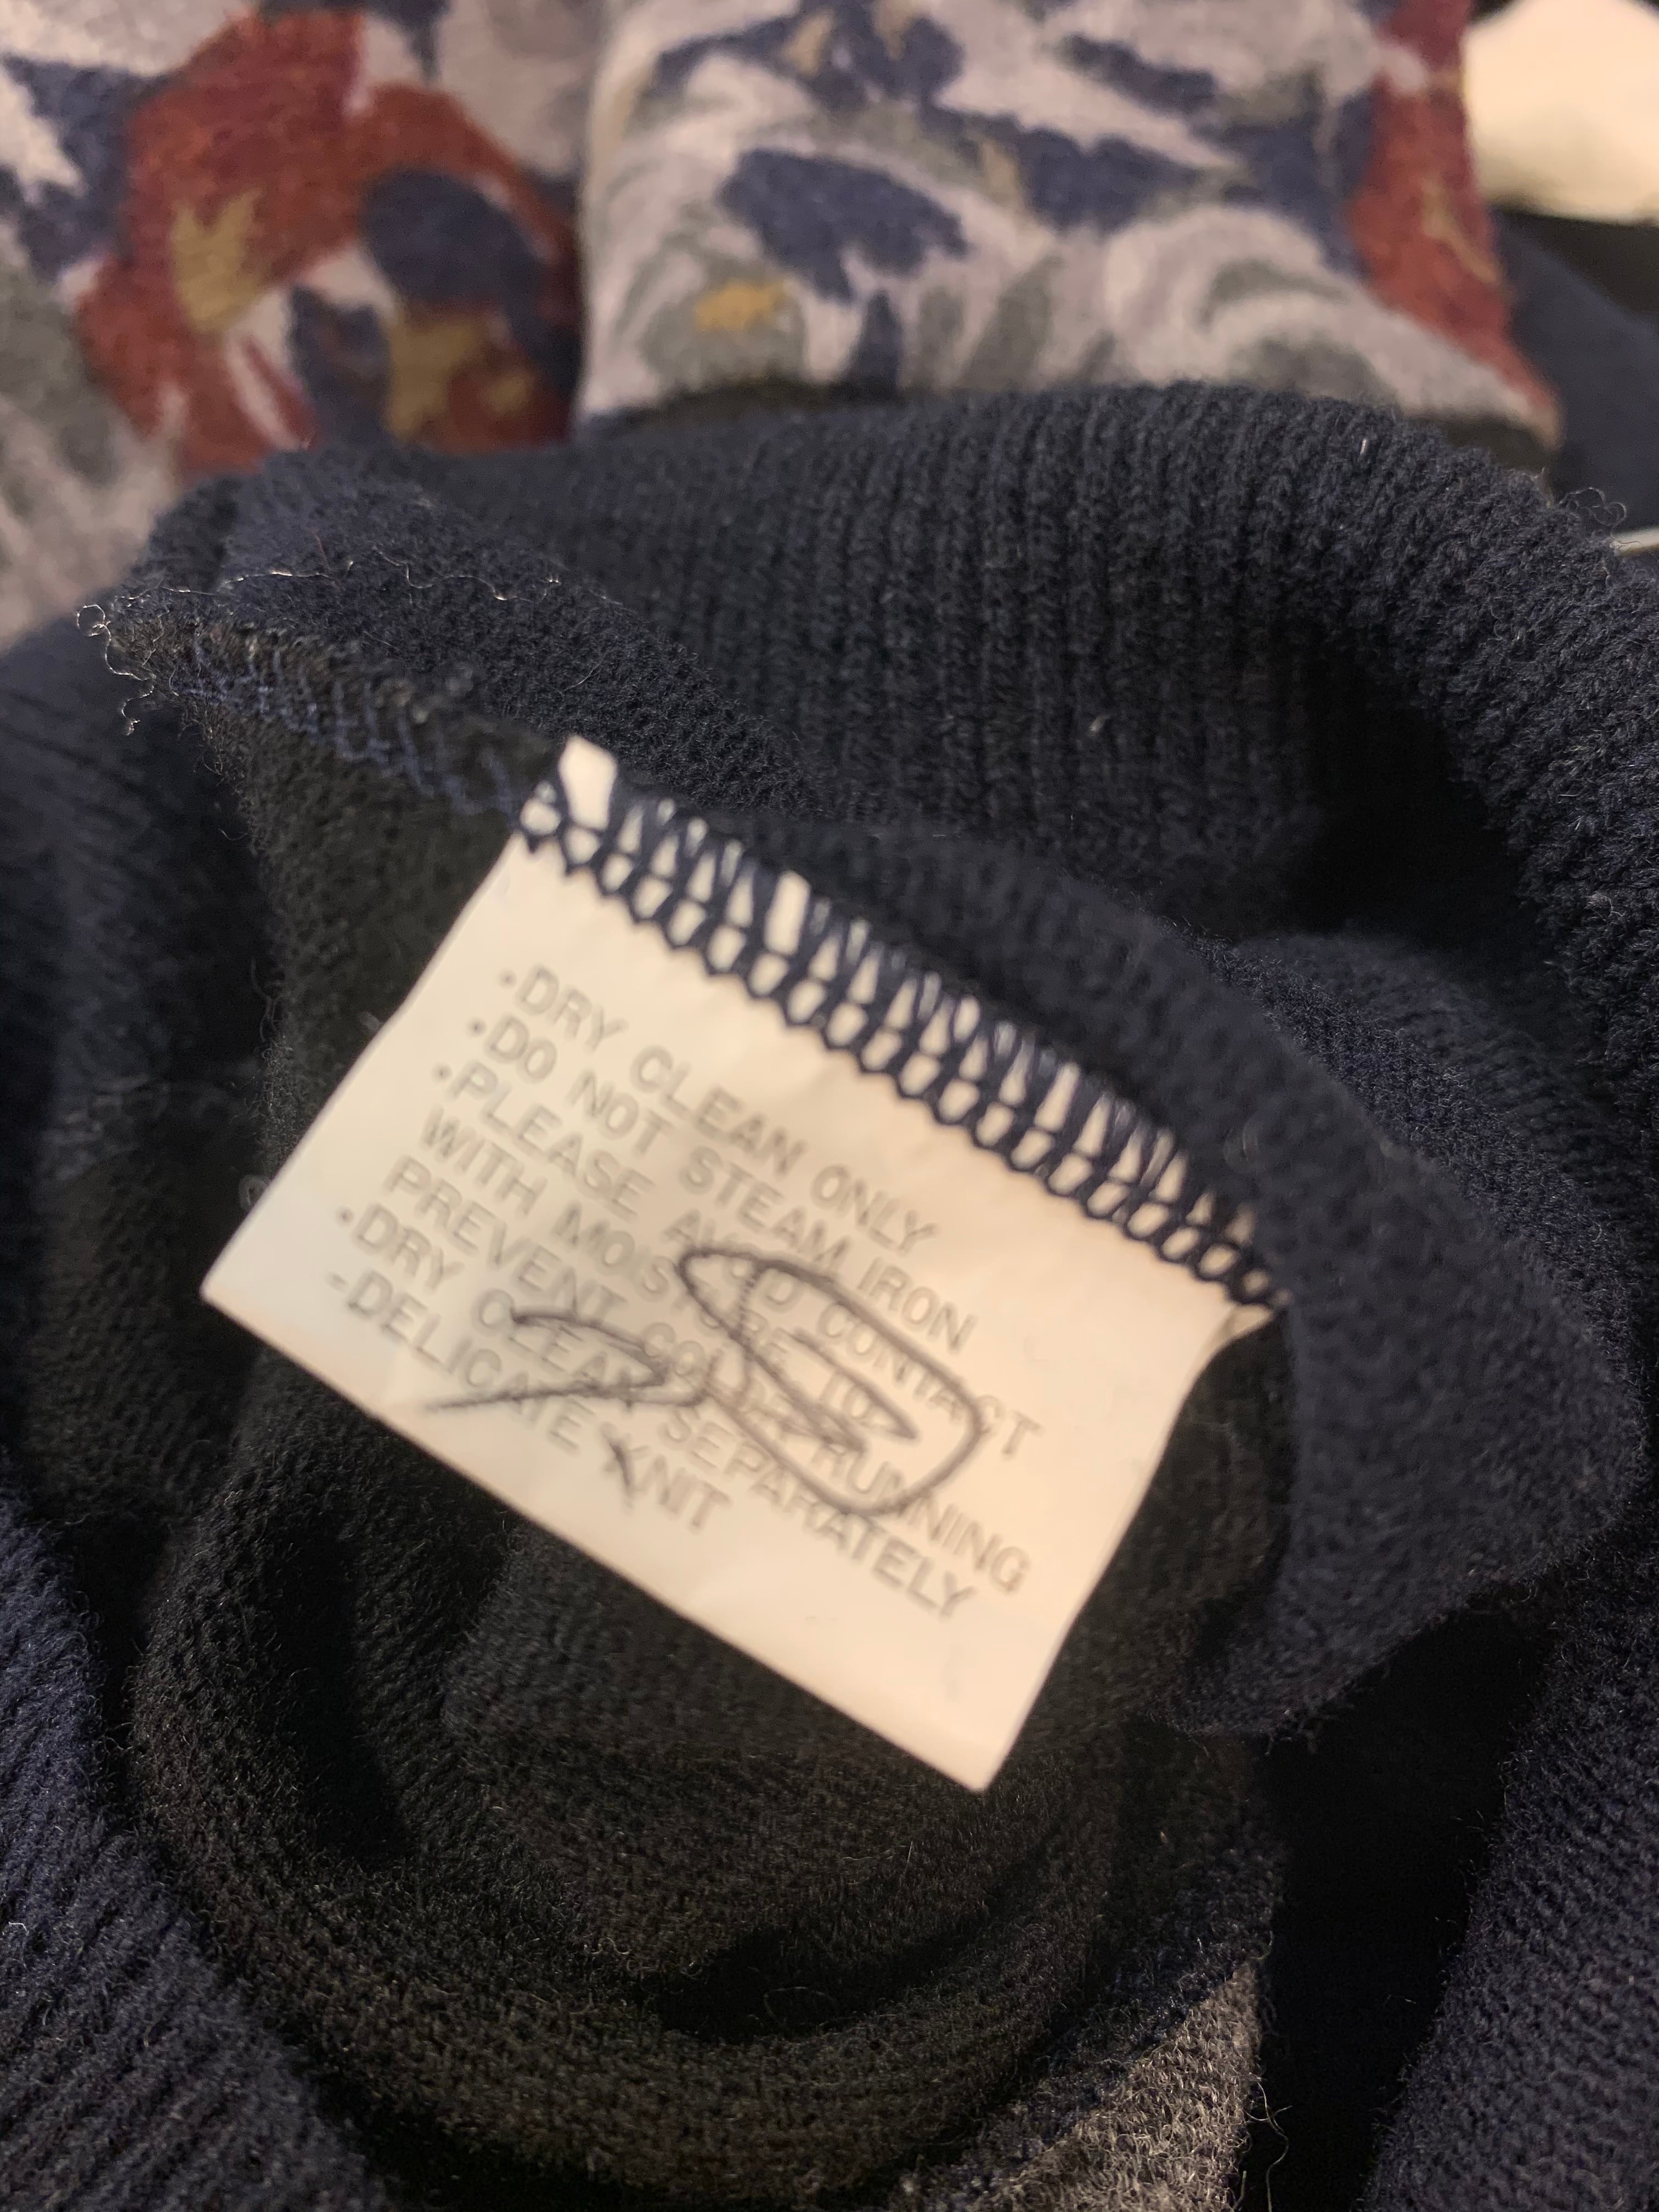 ·DRY CLEAN ONLY
·DO NOT STEAM IRON
·PLEASE AVOID CONTACT
WITH MOISTURE TO
PREVENT COLOR RUNNING
·DRY CLEAN SEPARATELY
-DELICATE KNIT